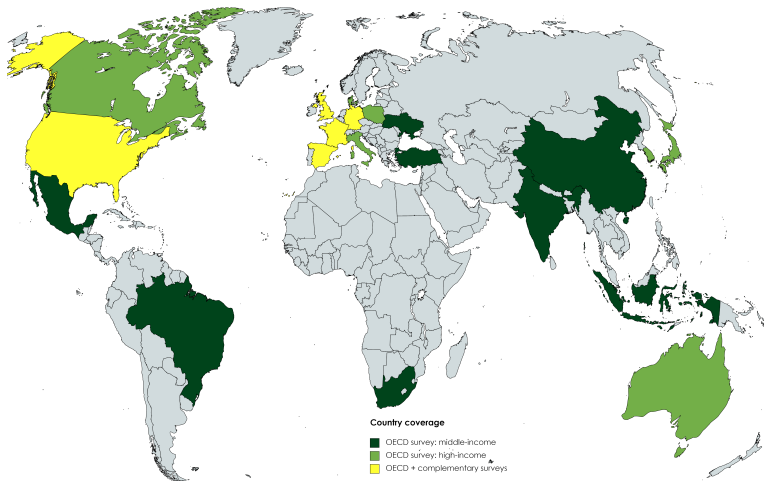 Country coverage
OECD survey: middle-income
OECD survey: high-income
OECD + complementary surveys